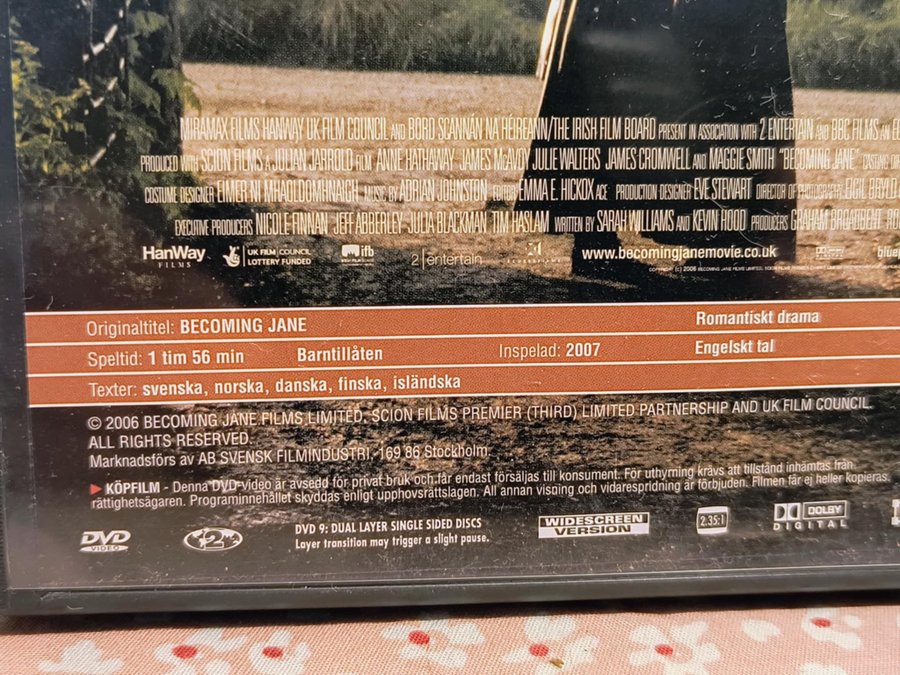 MIRAMAX FILMS HANWAY UK FILM COUNCIL AND BORD SCANNÁN NA HÉIREANN/THE IRISH FILM BOARD PRESENT IN ASSOCIATION WITH 2 ENTERTAIN AND BBC FILMS AN
PRODUCED WITH SCION FILMS A JULIAN JARROLD FILM ANNE HATHAWAY JAMES McAVOY JULIE WALTERS JAMES CROMWELL AND MAGGIE SMITH "BECOMING JANE" CASTING
COSTUME DESIGNER EIMER NI MHAOLDOMHNAIGH MUSIC BY ADRIAN JOHNSTON EDITOR EMMA E. HICKOX ACE PRODUCTION DESIGNER EVE STEWART DIRECTOR OF PHOTOGRAPHY EIGIL BRYLD
EXECUTIVE PRODUCERS NICOLE FINNAN JEFF ABBERLEY JULIA BLACKMAN TIM HASLAM WRITTEN BY SARAH WILLIAMS AND KEVIN HOOD PRODUCERS GRAHAM BROADBENT
HanWay FILMS UK FILM COUNCIL LOTTERY FUNDED ifb 2 entertain www.becomingjanemovie.co.uk
Originaltitel: BECOMING JANE Romantiskt drama
Speltid: 1 tim 56 min Barntillåten Inspelad: 2007 Engelskt tal
Texter: svenska, norska, danska, finska, isländska
© 2006 BECOMING JANE FILMS LIMITED, SCION FILMS PREMIER (THIRD) LIMITED PARTNERSHIP AND UK FILM COUNCIL.
ALL RIGHTS RESERVED.
Marknadsförs av AB SVENSK FILMINDUSTRI, 169 86 Stockholm.
KÖPFILM - Denna DVD-video är avsedd för privat bruk och får endast försäljas till konsument. För uthyrning krävs att tillstånd inhämtas från
rättighetsägaren. Programinnehållet skyddas enligt upphovsrättslagen. All annan visning och vidarespridning är förbjuden. Filmen får ej heller kopieras.
DVD VIDEO 2 DVD 9: DUAL LAYER SINGLE SIDED DISCS WIDESCREEN VERSION 2.35:1 DOLBY DIGITAL
Layer transition may trigger a slight pause.